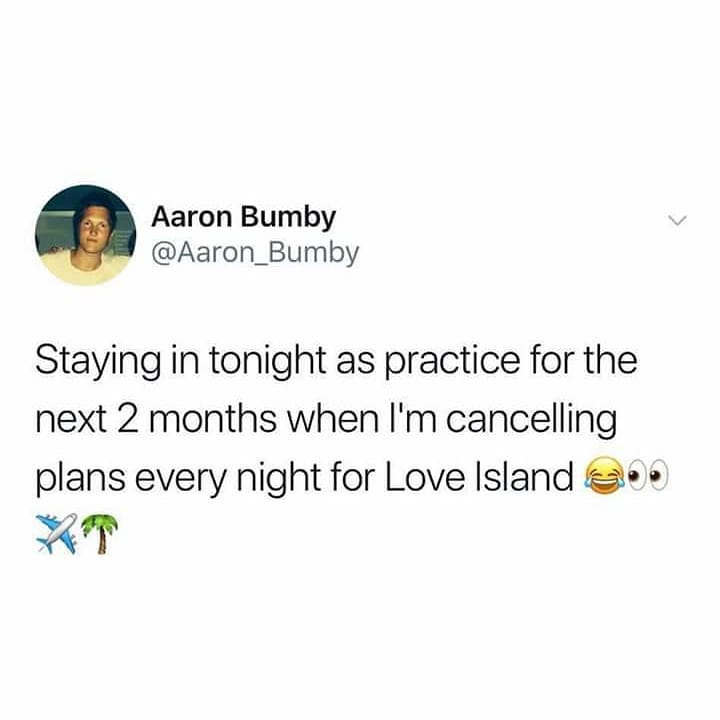 Aaron Bumby
@Aaron_Bumby
Staying in tonight as practice for the
next 2 months when I'm cancelling
plans every night for Love Island 😂👀
✈️🌴